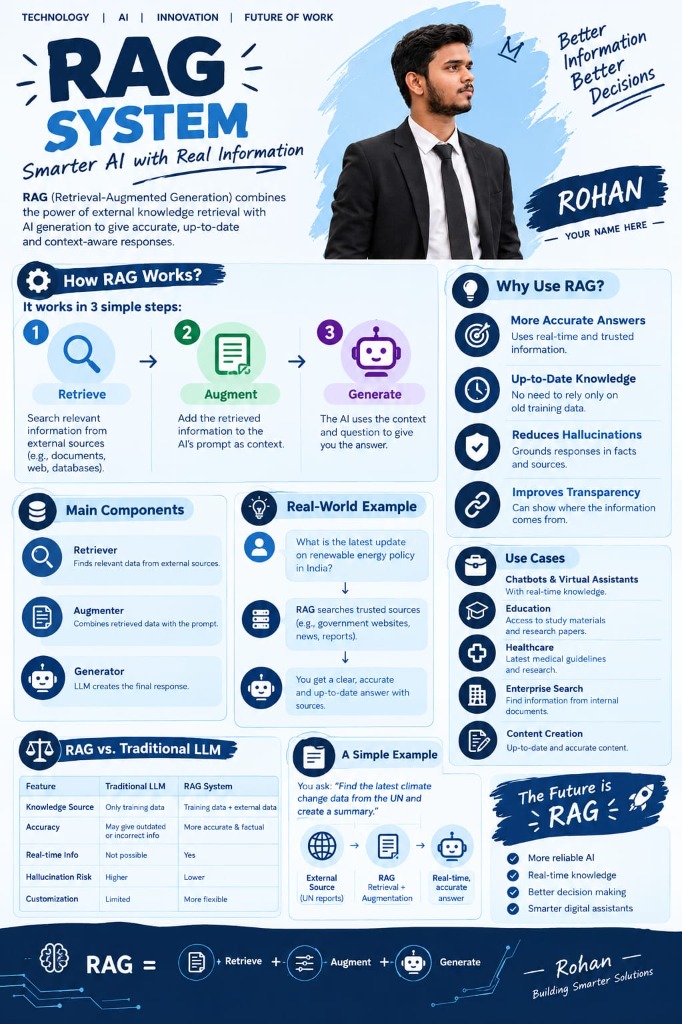 TECHNOLOGY | AI | INNOVATION | FUTURE OF WORK
RAG
SYSTEM
Smarter AI with Real Information
RAG (Retrieval-Augmented Generation) combines
the power of external knowledge retrieval with
AI generation to give accurate, up-to-date
and context-aware responses.
Better
Information
Better
Decisions
ROHAN
— YOUR NAME HERE —
How RAG Works?
It works in 3 simple steps:
1
Retrieve
Search relevant
information from
external sources
(e.g., documents,
web, databases).
2
Augment
Add the retrieved
information to the
AI's prompt as context.
3
Generate
The AI uses the context
and question to give
you the answer.
Why Use RAG?
More Accurate Answers
Uses real-time and trusted
information.
Up-to-Date Knowledge
No need to rely only on
old training data.
Reduces Hallucinations
Grounds responses in facts
and sources.
Improves Transparency
Can show where the information
comes from.
Main Components
Retriever
Finds relevant data from external sources.
Augmenter
Combines retrieved data with the prompt.
Generator
LLM creates the final response.
Real-World Example
What is the latest update
on renewable energy policy
in India?
RAG searches trusted sources
(e.g., government websites,
news, reports).
You get a clear, accurate
and up-to-date answer with
sources.
Use Cases
Chatbots & Virtual Assistants
With real-time knowledge.
Education
Access to study materials
and research papers.
Healthcare
Latest medical guidelines
and research.
Enterprise Search
Find information from internal
documents.
Content Creation
Up-to-date and accurate content.
RAG vs. Traditional LLM
Feature Traditional LLM RAG System
Knowledge Source Only training data Training data + external data
Accuracy May give outdated or incorrect info More accurate & factual
Real-time Info Not possible Yes
Hallucination Risk Higher Lower
Customization Limited More flexible
A Simple Example
You ask: "Find the latest climate
change data from the UN and
create a summary."
External
Source
(UN reports)
RAG
Retrieval +
Augmentation
Real-time,
accurate
answer
The Future is
RAG
More reliable AI
Real-time knowledge
Better decision making
Smarter digital assistants
RAG = Retrieve + Augment + Generate
— Rohan —
Building Smarter Solutions